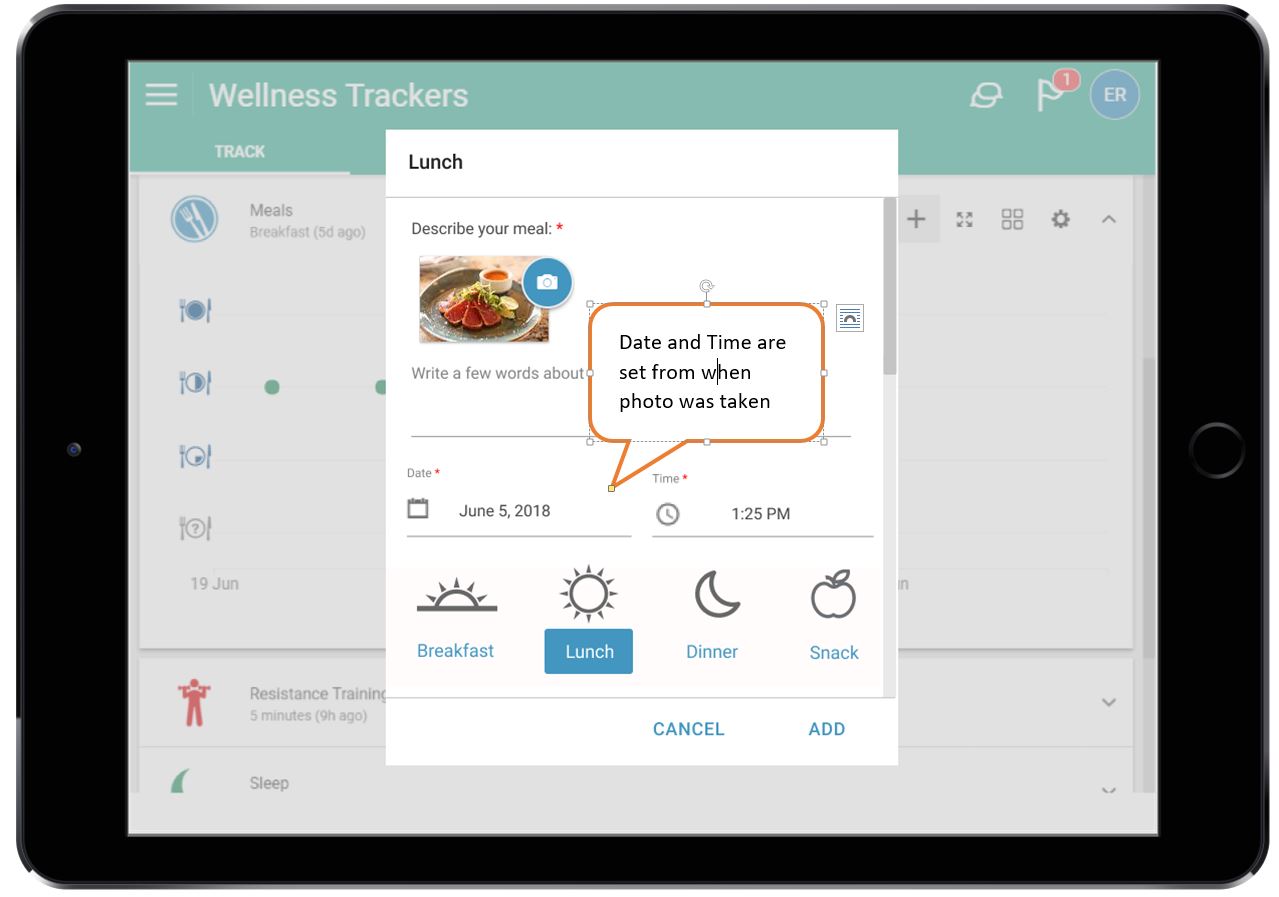 Wellness Trackers
1
ER
TRACK
Lunch
Meals
Breakfast (5d ago)
Describe your meal: *
Date and Time are
set from when
photo was taken
Write a few words about
Date *
Time *
June 5, 2018
1:25 PM
?
19 Jun
Breakfast
Lunch
Dinner
Snack
Resistance Training
5 minutes (9h ago)
CANCEL
ADD
Sleep